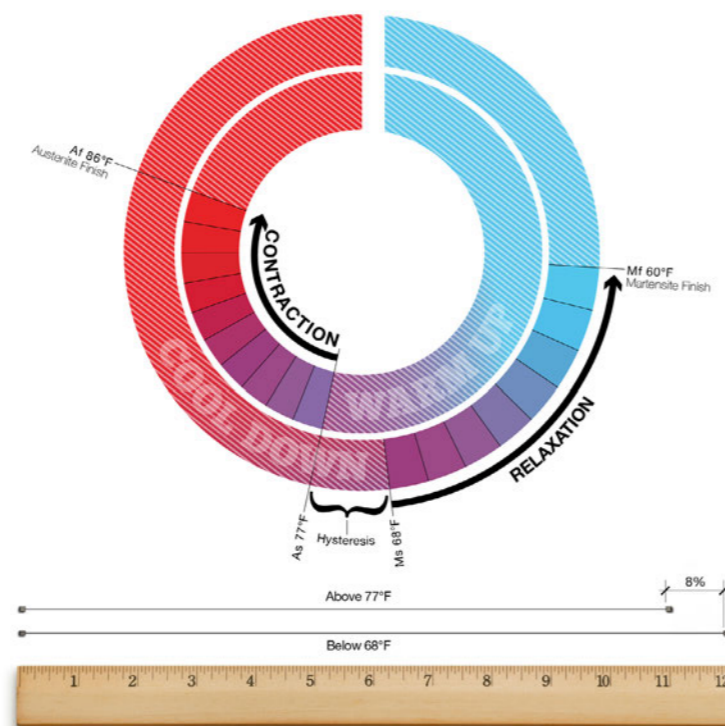 Af 86°F
Austenite Finish
CONTRACTION
Mf 60°F
Martensite Finish
WARM UP
COOL DOWN
RELAXATION
As 77°F
Hysteresis
Ms 68°F
8%
Above 77°F
Below 68°F
1 2 3 4 5 6 7 8 9 10 11 12